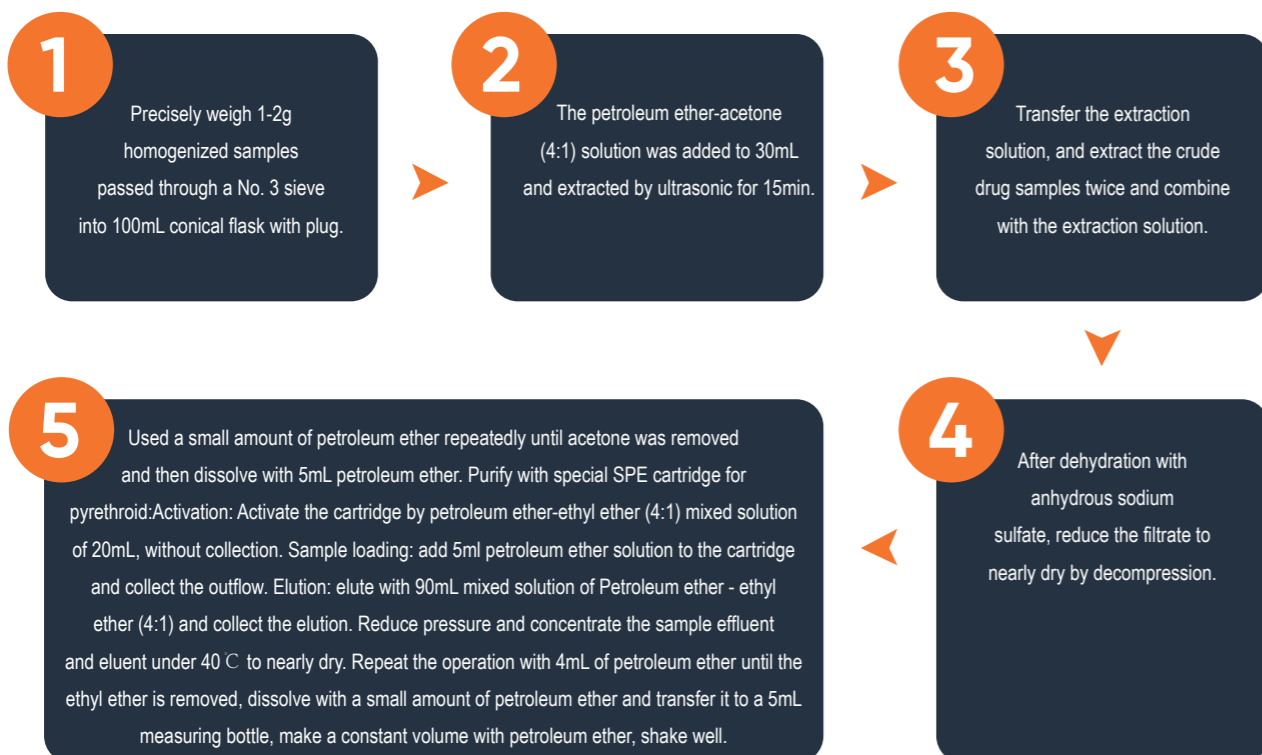 1
Precisely weigh 1-2g
homogenized samples
passed through a No. 3 sieve
into 100mL conical flask with plug.
2
The petroleum ether-acetone
(4:1) solution was added to 30mL
and extracted by ultrasonic for 15min.
3
Transfer the extraction
solution, and extract the crude
drug samples twice and combine
with the extraction solution.
4
After dehydration with
anhydrous sodium
sulfate, reduce the filtrate to
nearly dry by decompression.
5
Used a small amount of petroleum ether repeatedly until acetone was removed
and then dissolve with 5mL petroleum ether. Purify with special SPE cartridge for
pyrethroid:Activation: Activate the cartridge by petroleum ether-ethyl ether (4:1) mixed solution
of 20mL, without collection. Sample loading: add 5ml petroleum ether solution to the cartridge
and collect the outflow. Elution: elute with 90mL mixed solution of Petroleum ether - ethyl
ether (4:1) and collect the elution. Reduce pressure and concentrate the sample effluent
and eluent under 40℃ to nearly dry. Repeat the operation with 4mL of petroleum ether until the
ethyl ether is removed, dissolve with a small amount of petroleum ether and transfer it to a 5mL
measuring bottle, make a constant volume with petroleum ether, shake well.